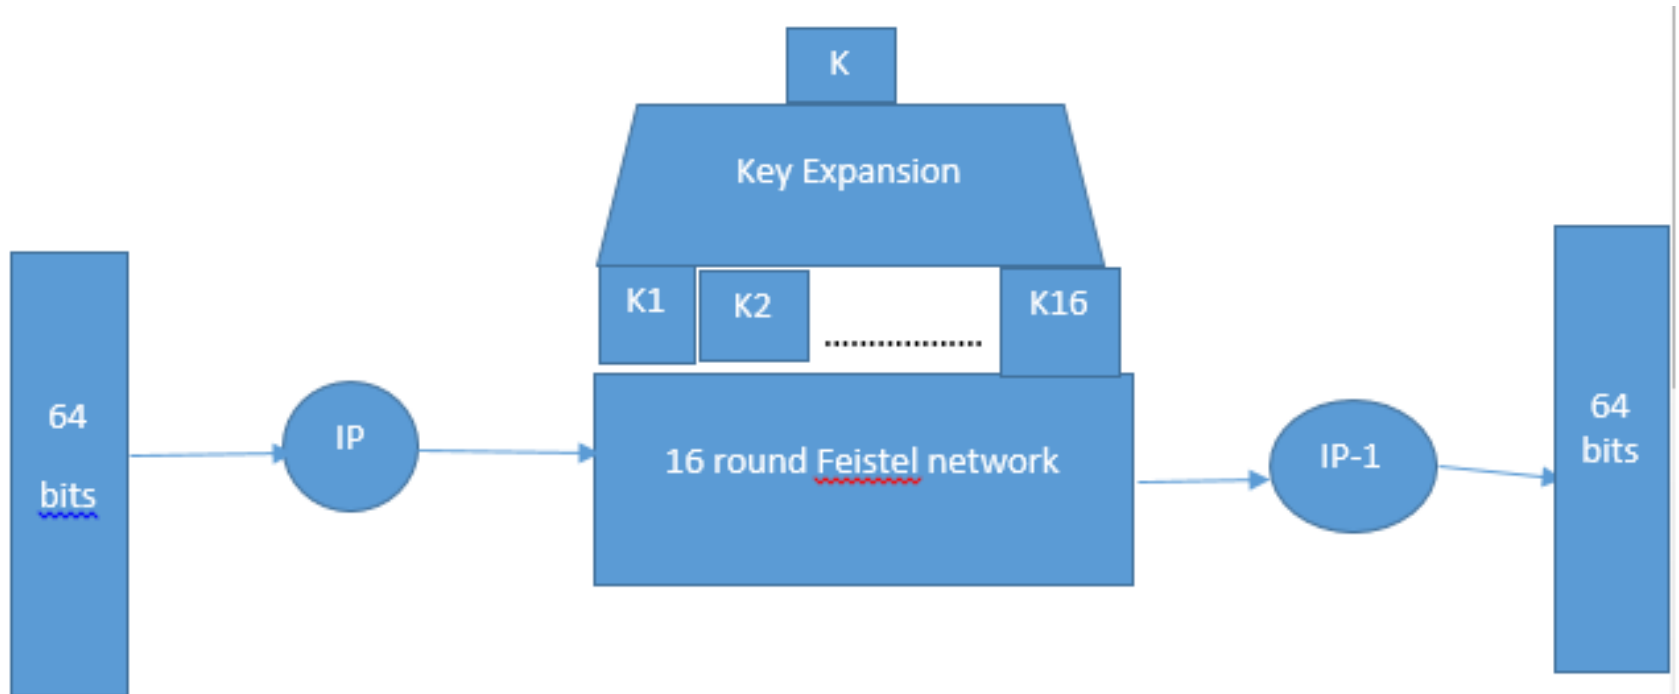 K
Key Expansion
K1
K2
K16
64
bits
IP
16 round Feistel network
IP-1
64
bits